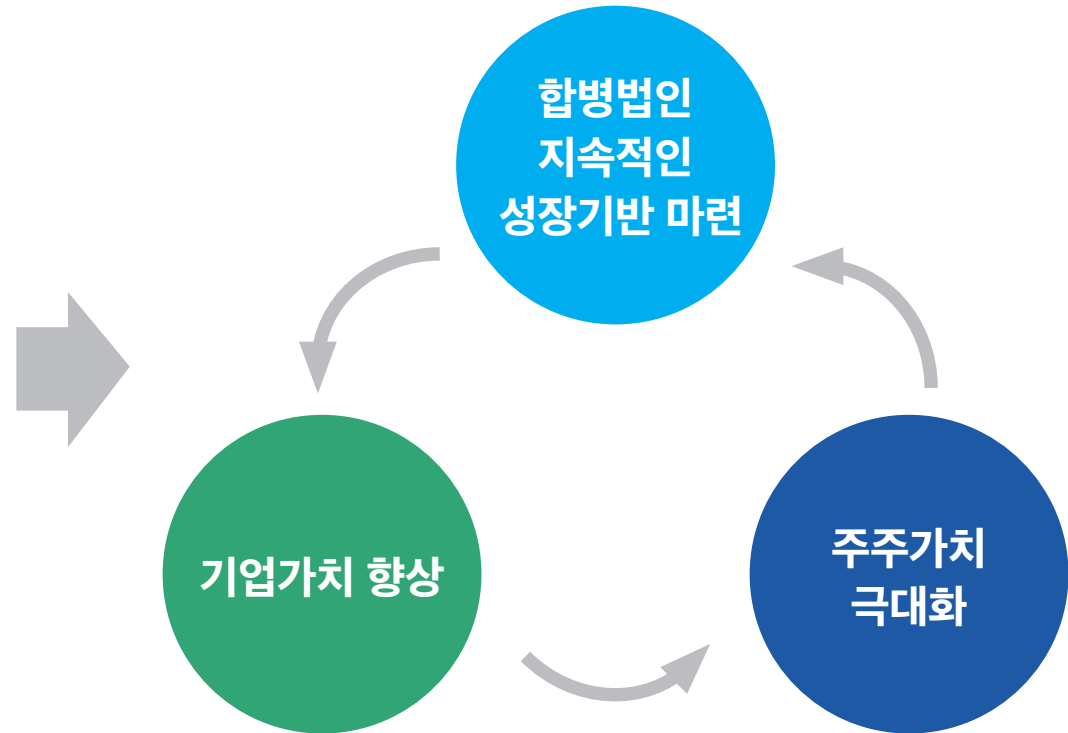 합병법인
지속적인
성장기반 마련
기업가치 향상
주주가치
극대화